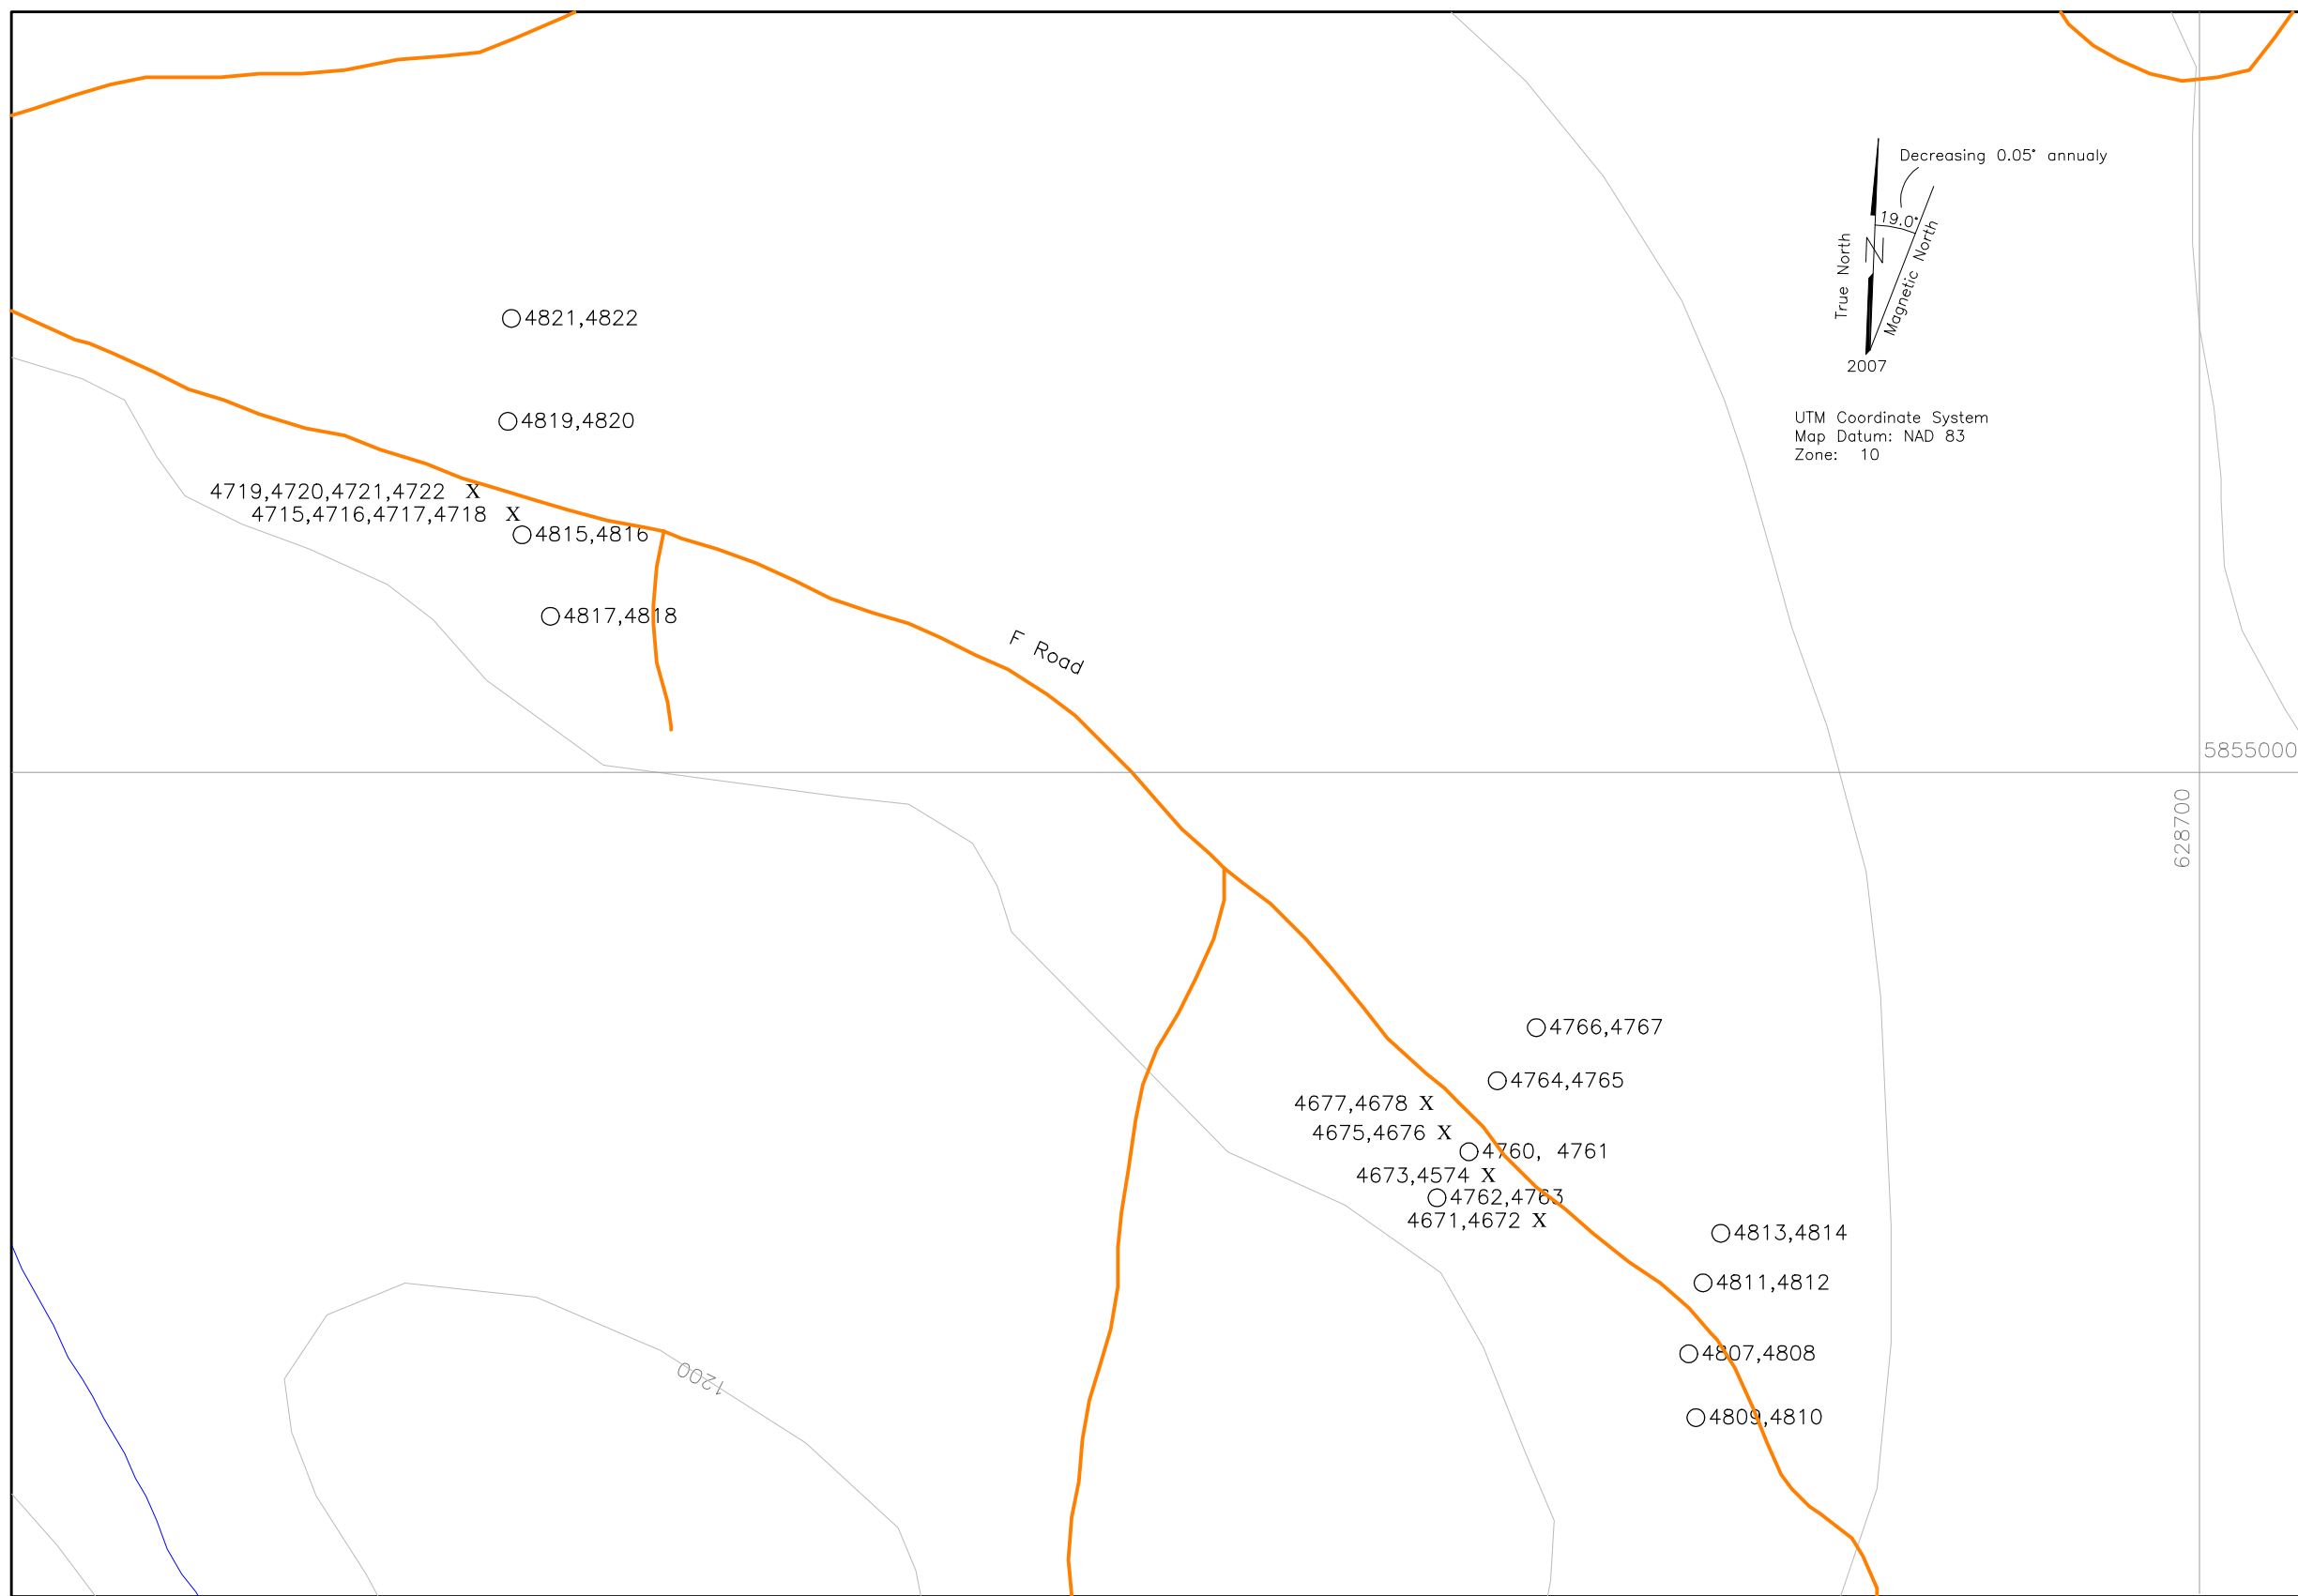 Decreasing 0.05° annualy
19.0°
True North
N
Magnetic North
2007
4821,4822
4819,4820
UTM Coordinate System
Map Datum: NAD 83
Zone: 10
4719,4720,4721,4722 X
4715,4716,4717,4718 X
4815,4816
4817,4818
F Road
5855000
628700
4766,4767
4764,4765
4677,4678 X
4675,4676 X
4760, 4761
4673,4574 X
4762,4763
4671,4672 X
4813,4814
4811,4812
4807,4808
1200
4809,4810